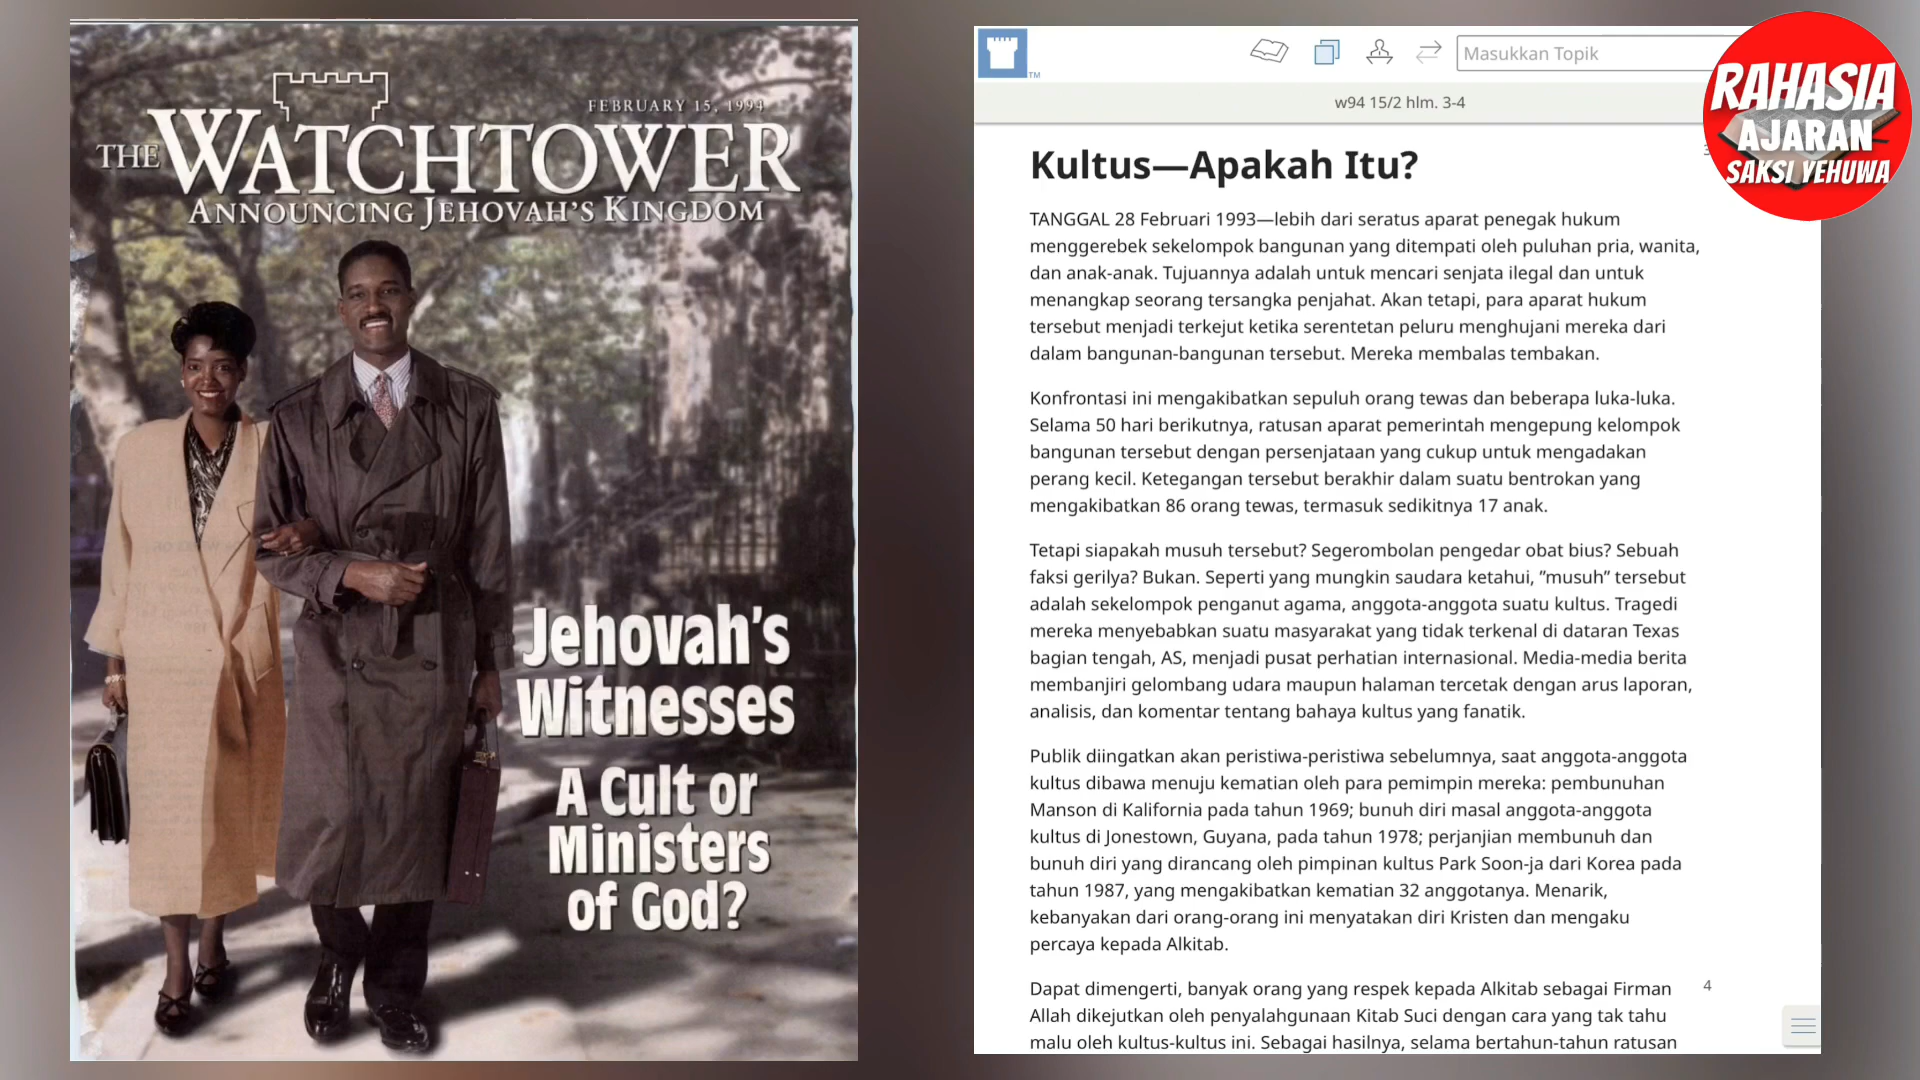 FEBRUARY 15, 1994
THE WATCHTOWER
ANNOUNCING JEHOVAH'S KINGDOM
Jehovah's
Witnesses
A Cult or
Ministers
of God?
TM
Masukkan Topik
w94 15/2 hlm. 3-4
RAHASIA
AJARAN
SAKSI YEHUWA
Kultus—Apakah Itu?
TANGGAL 28 Februari 1993—lebih dari seratus aparat penegak hukum
menggerebek sekelompok bangunan yang ditempati oleh puluhan pria, wanita,
dan anak-anak. Tujuannya adalah untuk mencari senjata ilegal dan untuk
menangkap seorang tersangka penjahat. Akan tetapi, para aparat hukum
tersebut menjadi terkejut ketika serentetan peluru menghujani mereka dari
dalam bangunan-bangunan tersebut. Mereka membalas tembakan.
Konfrontasi ini mengakibatkan sepuluh orang tewas dan beberapa luka-luka.
Selama 50 hari berikutnya, ratusan aparat pemerintah mengepung kelompok
bangunan tersebut dengan persenjataan yang cukup untuk mengadakan
perang kecil. Ketegangan tersebut berakhir dalam suatu bentrokan yang
mengakibatkan 86 orang tewas, termasuk sedikitnya 17 anak.
Tetapi siapakah musuh tersebut? Segerombolan pengedar obat bius? Sebuah
faksi gerilya? Bukan. Seperti yang mungkin saudara ketahui, ”musuh” tersebut
adalah sekelompok penganut agama, anggota-anggota suatu kultus. Tragedi
mereka menyebabkan suatu masyarakat yang tidak terkenal di dataran Texas
bagian tengah, AS, menjadi pusat perhatian internasional. Media-media berita
membanjiri gelombang udara maupun halaman tercetak dengan arus laporan,
analisis, dan komentar tentang bahaya kultus yang fanatik.
Publik diingatkan akan peristiwa-peristiwa sebelumnya, saat anggota-anggota
kultus dibawa menuju kematian oleh para pemimpin mereka: pembunuhan
Manson di Kalifornia pada tahun 1969; bunuh diri masal anggota-anggota
kultus di Jonestown, Guyana, pada tahun 1978; perjanjian membunuh dan
bunuh diri yang dirancang oleh pimpinan kultus Park Soon-ja dari Korea pada
tahun 1987, yang mengakibatkan kematian 32 anggotanya. Menarik,
kebanyakan dari orang-orang ini menyatakan diri Kristen dan mengaku
percaya kepada Alkitab.
Dapat dimengerti, banyak orang yang respek kepada Alkitab sebagai Firman
4
Allah dikejutkan oleh penyalahgunaan Kitab Suci dengan cara yang tak tahu
malu oleh kultus-kultus ini. Sebagai hasilnya, selama bertahun-tahun ratusan